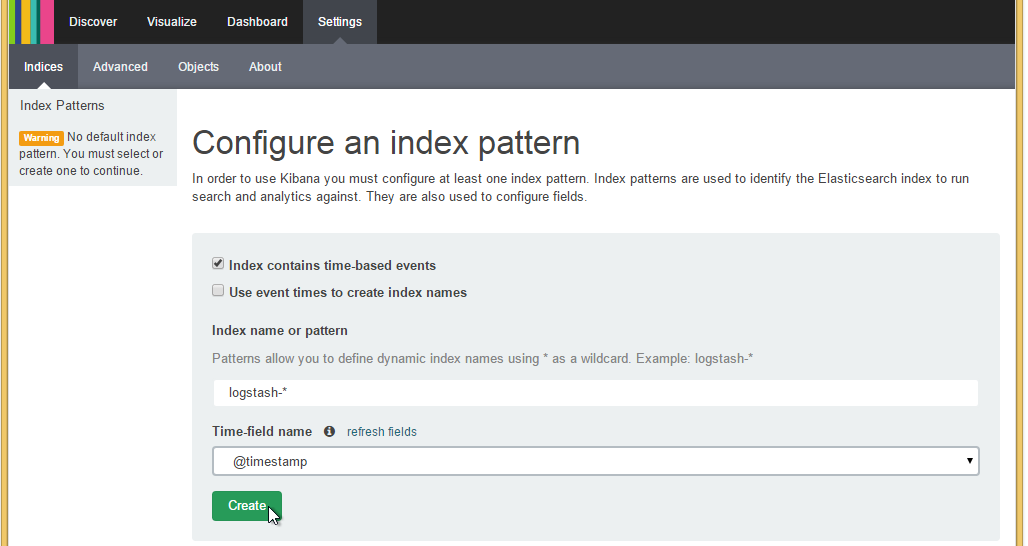 Discover Visualize Dashboard Settings
Indices Advanced Objects About
Index Patterns
Warning No default index
pattern. You must select or
create one to continue.
Configure an index pattern
In order to use Kibana you must configure at least one index pattern. Index patterns are used to identify the Elasticsearch index to run
search and analytics against. They are also used to configure fields.
Index contains time-based events
Use event times to create index names
Index name or pattern
Patterns allow you to define dynamic index names using * as a wildcard. Example: logstash-*
logstash-*
Time-field name refresh fields
@timestamp
Create